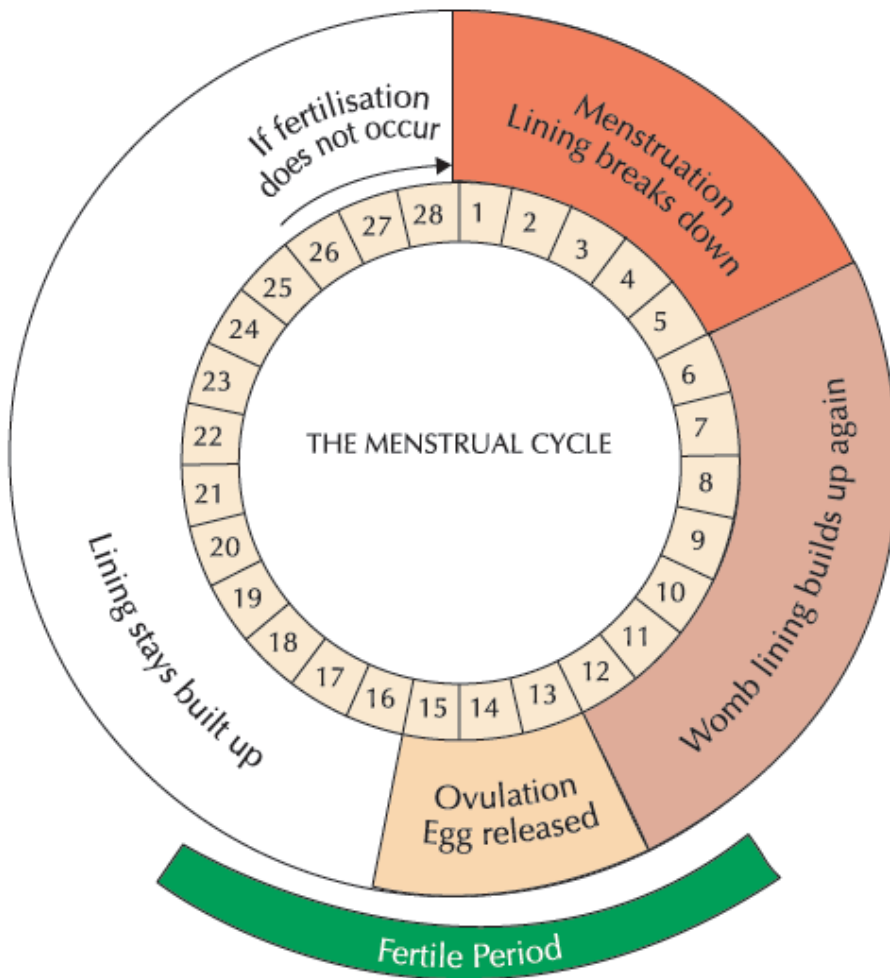 If fertilisation
does not occur
Menstruation
Lining breaks down
Womb lining builds up again
Ovulation
Egg released
Lining stays built up
THE MENSTRUAL CYCLE
1
2
3
4
5
6
7
8
9
10
11
12
13
14
15
16
17
18
19
20
21
22
23
24
25
26
27
28
Fertile Period